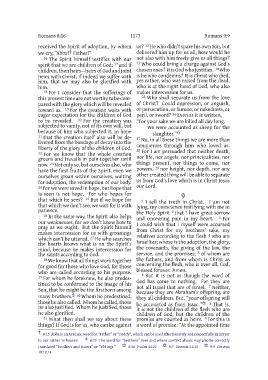 Romans 8:16
1073
Romans 9:9
received the Spirit of adoption, by whom
we cry, "Abba! Father!"
16 The Spirit himself testifies with our
spirit that we are children of God; 17 and if
children, then heirs—heirs of God and joint
heirs with Christ, if indeed we suffer with
him, that we may also be glorified with
him.
18 For I consider that the sufferings of
this present time are not worthy to be com-
pared with the glory which will be revealed
toward us. 19 For the creation waits with
eager expectation for the children of God
to be revealed. 20 For the creation was
subjected to vanity, not of its own will, but
because of him who subjected it, in hope
21 that the creation itself also will be de-
livered from the bondage of decay into the
liberty of the glory of the children of God.
22 For we know that the whole creation
groans and travails in pain together until
now. 23 Not only so, but ourselves also, who
have the first fruits of the Spirit, even we
ourselves groan within ourselves, waiting
for adoption, the redemption of our body.
24 For we were saved in hope, but hope that
is seen is not hope. For who hopes for
that which he sees? 25 But if we hope for
that which we don't see, we wait for it with
patience.
26 In the same way, the Spirit also helps
our weaknesses, for we don't know how to
pray as we ought. But the Spirit himself
makes intercession for us with groanings
which can't be uttered. 27 He who searches
the hearts knows what is on the Spirit's
mind, because he makes intercession for
the saints according to God.
28 We know that all things work together
for good for those who love God, for those
who are called according to his purpose.
29 For whom he foreknew, he also predes-
tined to be conformed to the image of his
Son, that he might be the firstborn among
many brothers. 30 Whom he predestined,
those he also called. Whom he called, those
he also justified. Whom he justified, those
he also glorified.
31 What then shall we say about these
things? If God is for us, who can be against
us? 32 He who didn't spare his own Son, but
delivered him up for us all, how would he
not also with him freely give us all things?
33 Who could bring a charge against God's
chosen ones? It is God who justifies. 34 Who
is he who condemns? It is Christ who died,
yes rather, who was raised from the dead,
who is at the right hand of God, who also
makes intercession for us.
35 Who shall separate us from the love
of Christ? Could oppression, or anguish,
or persecution, or famine, or nakedness, or
peril, or sword? 36 Even as it is written,
"For your sake we are killed all day long.
We were accounted as sheep for the
slaughter."
37 No, in all these things we are more than
conquerors through him who loved us.
38 For I am persuaded that neither death,
nor life, nor angels, nor principalities, nor
things present, nor things to come, nor
powers, 39 nor height, nor depth, nor any
other created thing will be able to separate
us from God's love which is in Christ Jesus
our Lord.
9
1 I tell the truth in Christ. I am not
lying, my conscience testifying with me in
the Holy Spirit 2 that I have great sorrow
and unceasing pain in my heart. 3 For
I could wish that I myself were accursed
from Christ for my brothers' sake, my
relatives according to the flesh 4 who are
Israelites; whose is the adoption, the glory,
the covenants, the giving of the law, the
service, and the promises; 5 of whom are
the fathers, and from whom is Christ as
concerning the flesh, who is over all, God,
blessed forever. Amen.
6 But it is not as though the word of
God has come to nothing. For they are
not all Israel that are of Israel. 7 Neither,
because they are Abraham's offspring, are
they all children. But, "your offspring will
be accounted as from Isaac." 8 That is,
it is not the children of the flesh who are
children of God, but the children of the
promise are counted as heirs. 9 For this is
a word of promise: "At the appointed time